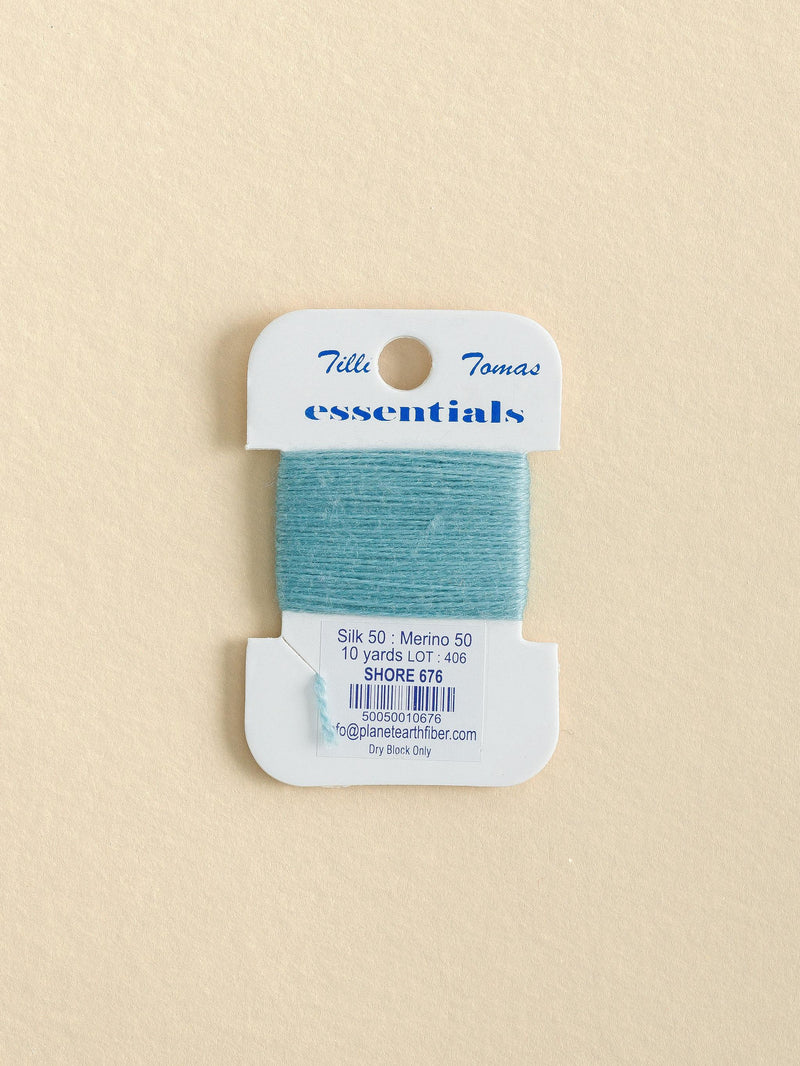 Tilli Tomas
essentials
Silk 50 : Merino 50
10 yards LOT : 406
SHORE 676
50050010676
fo@planetearthfiber.com
Dry Block Only